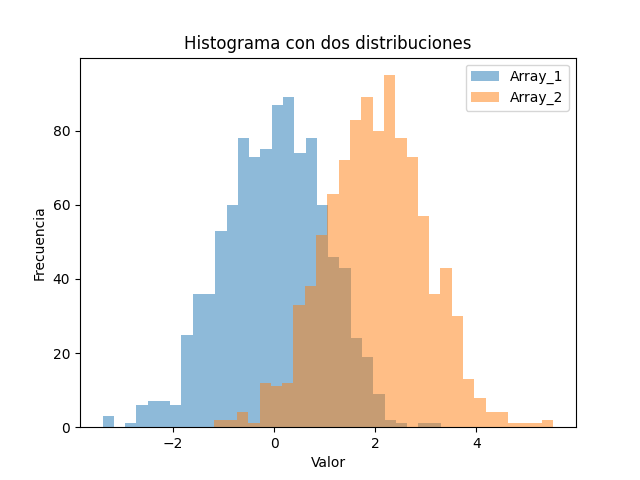 Histograma con dos distribuciones
Array_1
Array_2
80
60
40
20
0
Frecuencia
−2
0
2
4
Valor